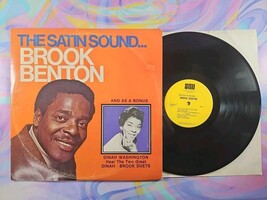 THE SATIN SOUND...
BROOK
BENTON
AND AS A BONUS
DINAH WASHINGTON
Hear The Two Great
DINAH - BROOK DUETS